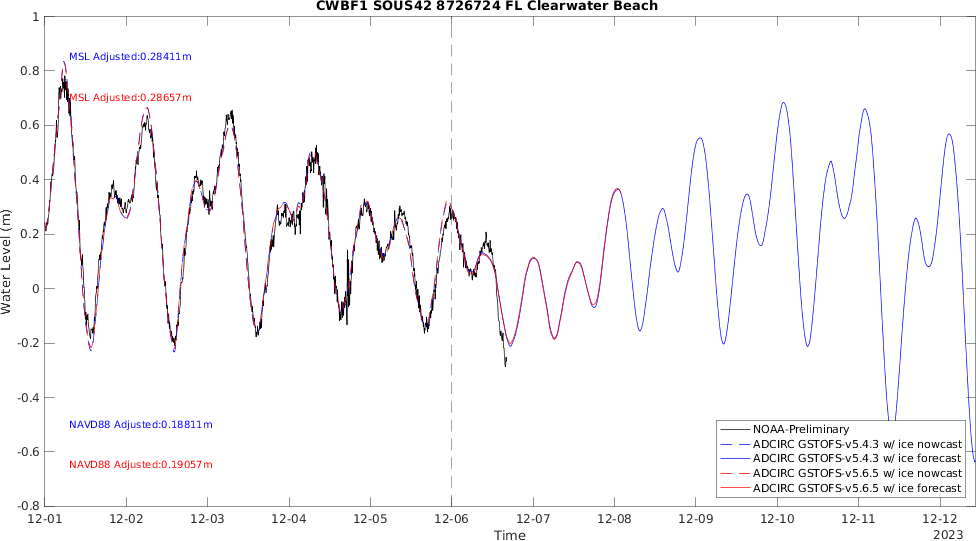 CWBF1 SOUS42 8726724 FL Clearwater Beach
1
0.8
0.6
0.4
0.2
0
-0.2
-0.4
-0.6
-0.8
Water Level (m)
MSL Adjusted:0.28411m
MSL Adjusted:0.28657m
NAVD88 Adjusted:0.18811m
NAVD88 Adjusted:0.19057m
NOAA-Preliminary
ADCIRC GSTOFS-v5.4.3 w/ ice nowcast
ADCIRC GSTOFS-v5.4.3 w/ ice forecast
ADCIRC GSTOFS-v5.6.5 w/ ice nowcast
ADCIRC GSTOFS-v5.6.5 w/ ice forecast
12-01 12-02 12-03 12-04 12-05 12-06 12-07 12-08 12-09 12-10 12-11 12-12
2023
Time